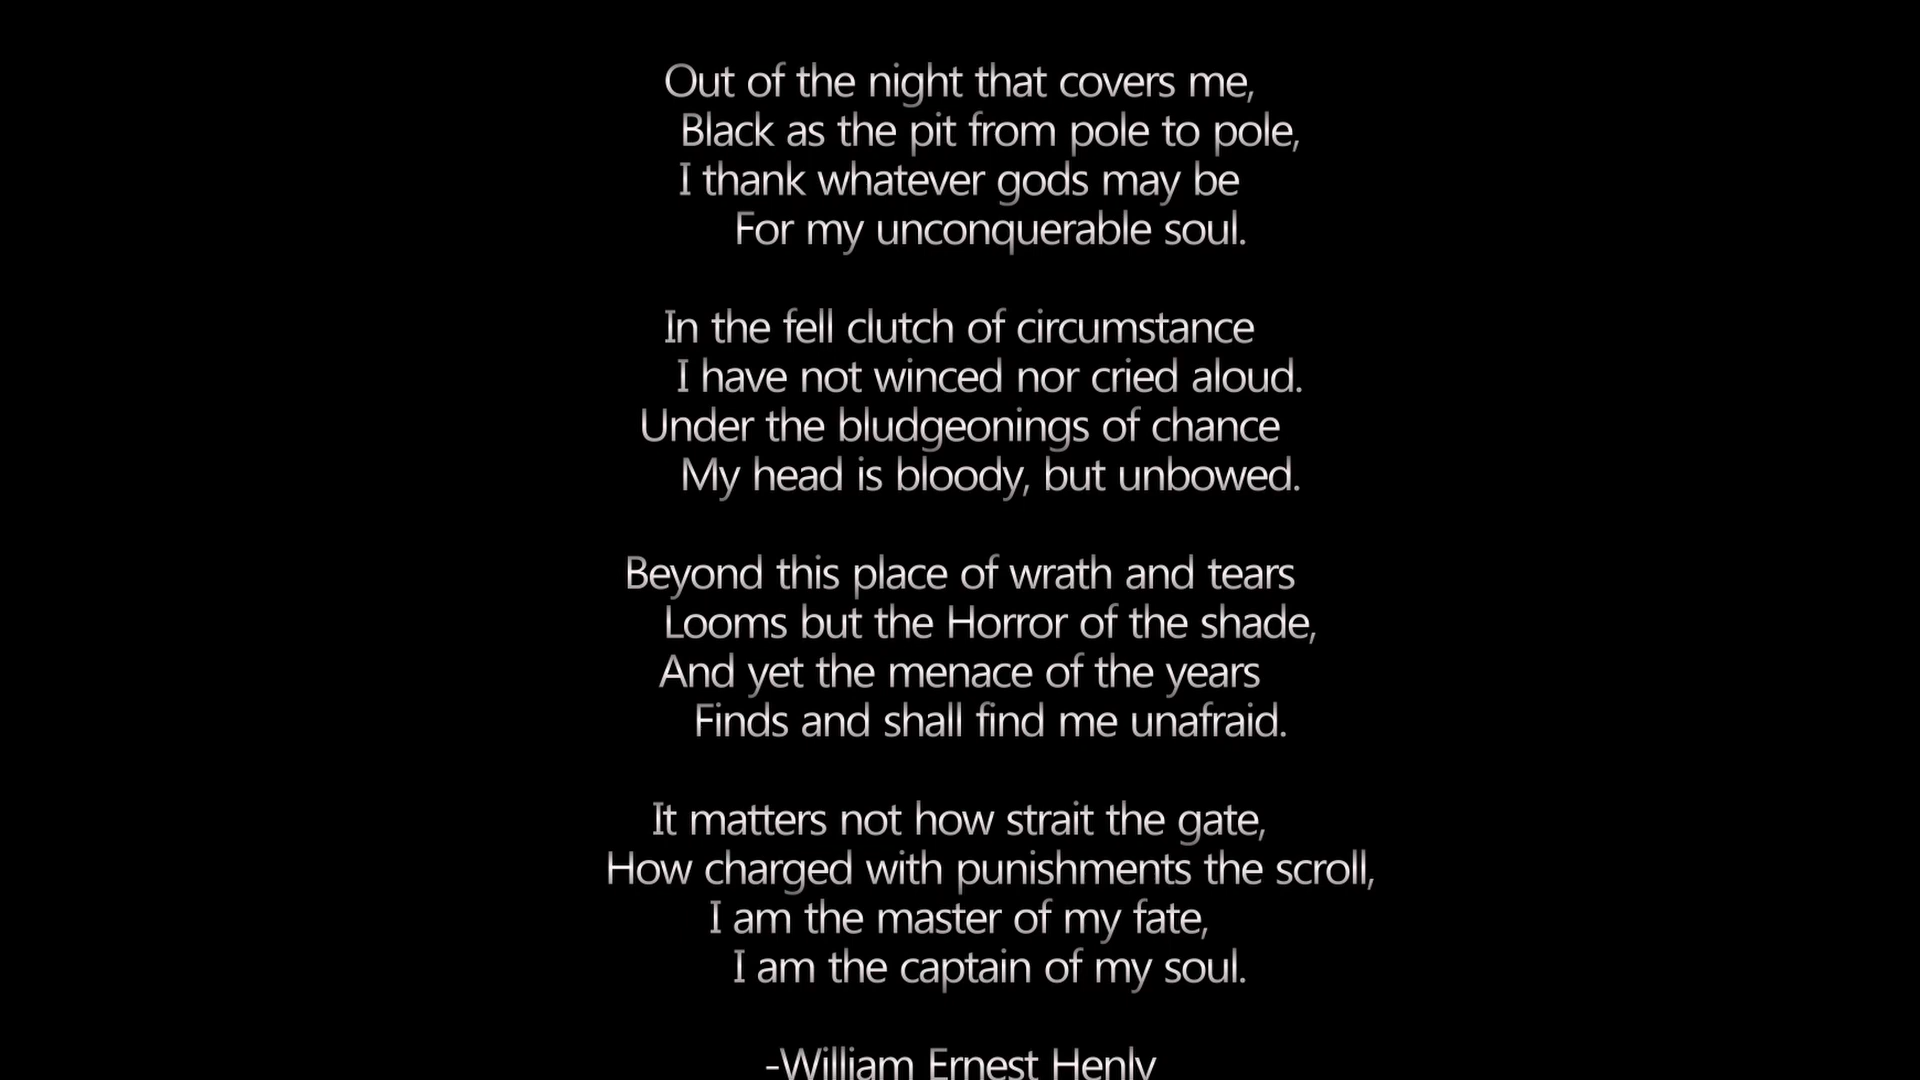 Out of the night that covers me,
Black as the pit from pole to pole,
I thank whatever gods may be
For my unconquerable soul.
In the fell clutch of circumstance
I have not winced nor cried aloud.
Under the bludgeonings of chance
My head is bloody, but unbowed.
Beyond this place of wrath and tears
Looms but the Horror of the shade,
And yet the menace of the years
Finds and shall find me unafraid.
It matters not how strait the gate,
How charged with punishments the scroll,
I am the master of my fate,
I am the captain of my soul.
-William Ernest Henly